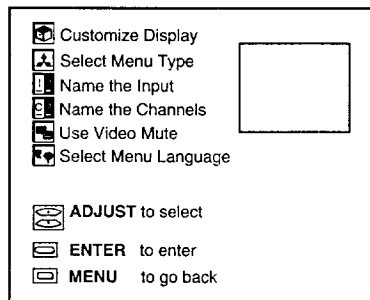 Customize Display
Select Menu Type
Name the Input
Name the Channels
Use Video Mute
Select Menu Language
ADJUST to select
ENTER to enter
MENU to go back